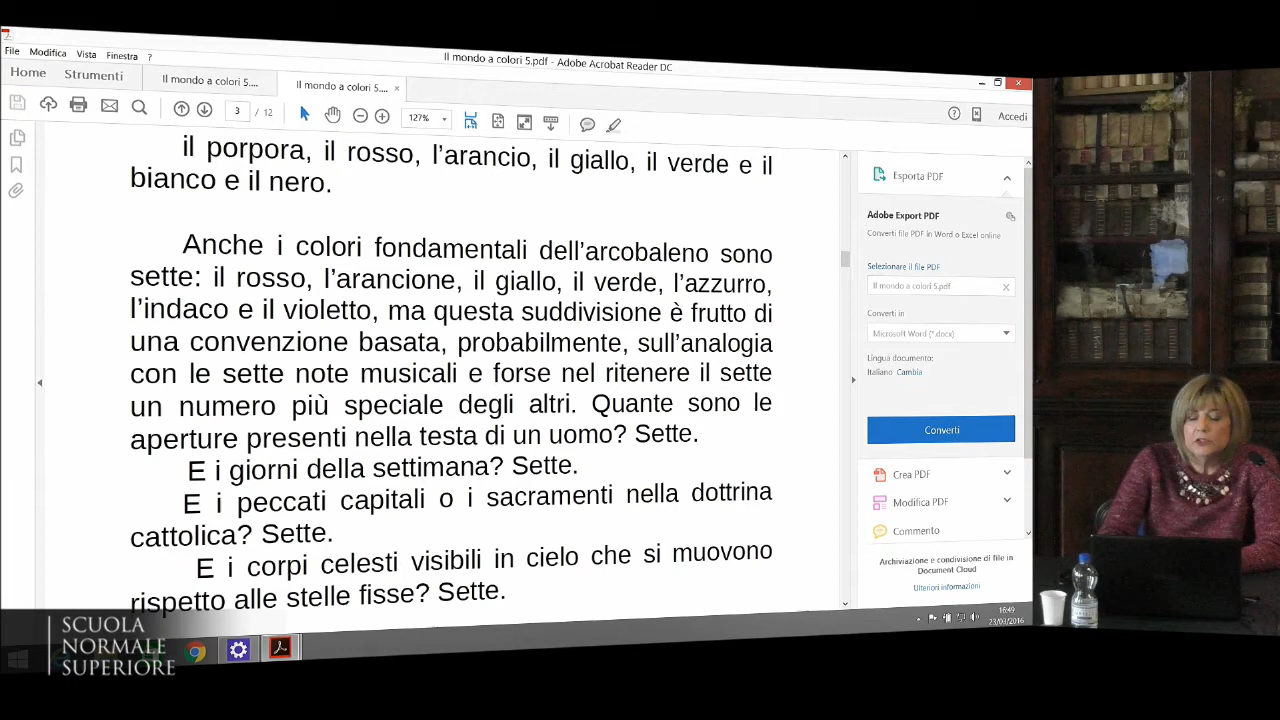 Il mondo a colori 5.pdf - Adobe Acrobat Reader DC
File Modifica Vista Finestra ?
Home Strumenti Il mondo a colori 5.... Il mondo a colori 5.... ×
3 / 12 127% Accedi
il porpora, il rosso, l’arancio, il giallo, il verde e il
bianco e il nero.
Anche i colori fondamentali dell’arcobaleno sono
sette: il rosso, l’arancione, il giallo, il verde, l’azzurro,
l’indaco e il violetto, ma questa suddivisione è frutto di
una convenzione basata, probabilmente, sull’analogia
con le sette note musicali e forse nel ritenere il sette
un numero più speciale degli altri. Quante sono le
aperture presenti nella testa di un uomo? Sette.
E i giorni della settimana? Sette.
E i peccati capitali o i sacramenti nella dottrina
cattolica? Sette.
E i corpi celesti visibili in cielo che si muovono
rispetto alle stelle fisse? Sette.
Esporta PDF
Adobe Export PDF
Converti file PDF in Word o Excel online
Selezionare il file PDF
Il mondo a colori 5.pdf
Converti in
Microsoft Word (*.docx)
Lingua documento:
Italiano Cambia
Converti
Crea PDF
Modifica PDF
Commento
Archiviazione e condivisione di file in
Document Cloud
Ulteriori informazioni
16:49
23/03/2016
SCUOLA
NORMALE
SUPERIORE